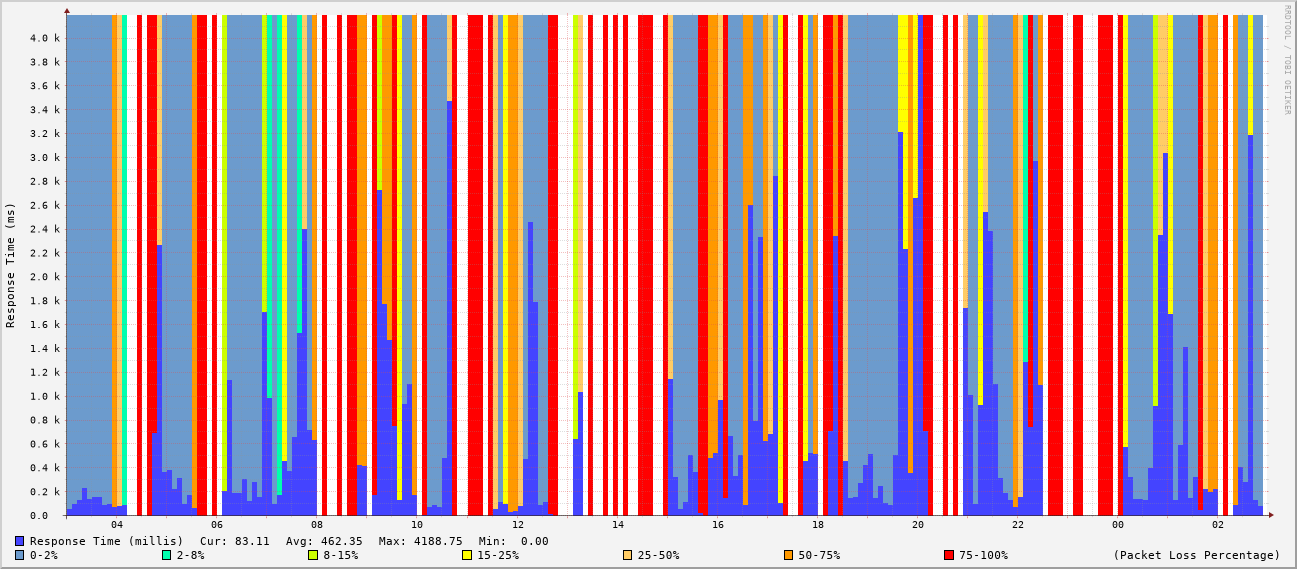 RRDTOOL / TOBI OETIKER
Response Time (ms)
4.0 k
3.8 k
3.6 k
3.4 k
3.2 k
3.0 k
2.8 k
2.6 k
2.4 k
2.2 k
2.0 k
1.8 k
1.6 k
1.4 k
1.2 k
1.0 k
0.8 k
0.6 k
0.4 k
0.2 k
0.0
04 06 08 10 12 14 16 18 20 22 00 02
Response Time (millis) Cur: 83.11 Avg: 462.35 Max: 4188.75 Min: 0.00
0-2% 2-8% 8-15% 15-25% 25-50% 50-75% 75-100% (Packet Loss Percentage)